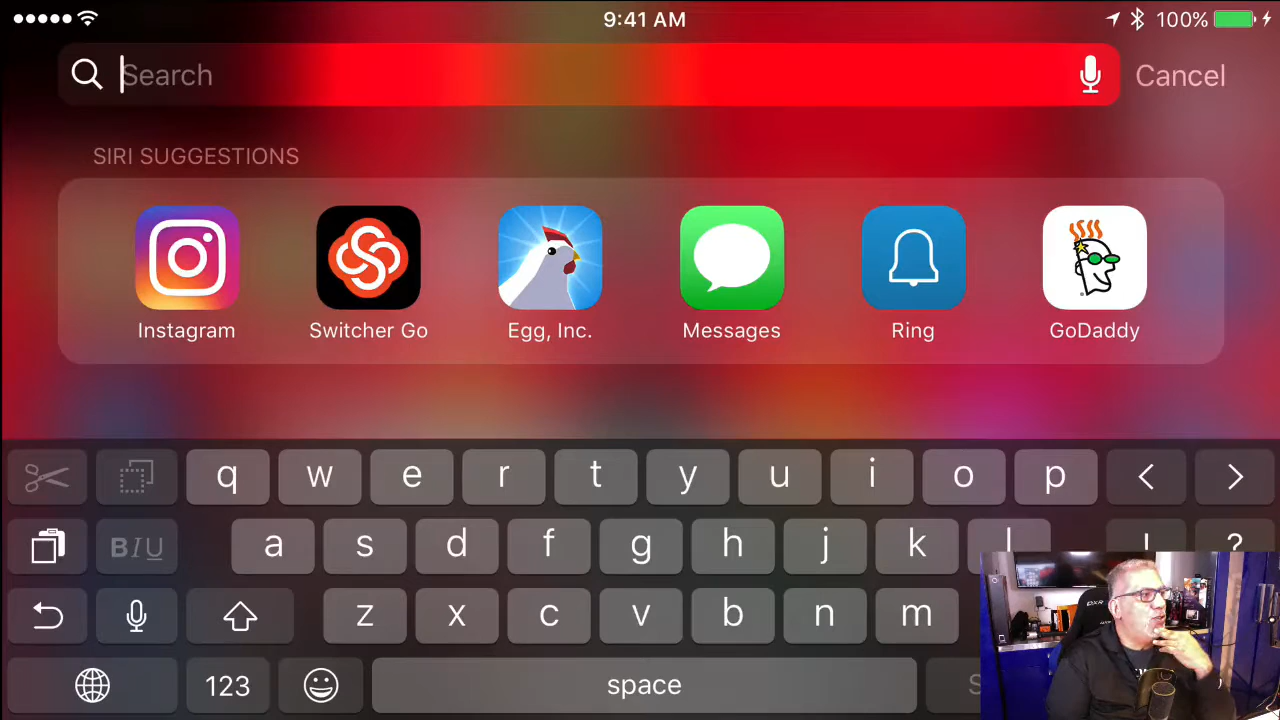 9:41 AM 100%
Search Cancel
SIRI SUGGESTIONS
Instagram Switcher Go Egg, Inc. Messages Ring GoDaddy
q w e r t y u i o p < >
BIU a s d f g h j k l ! ?
z x c v b n m
123 space